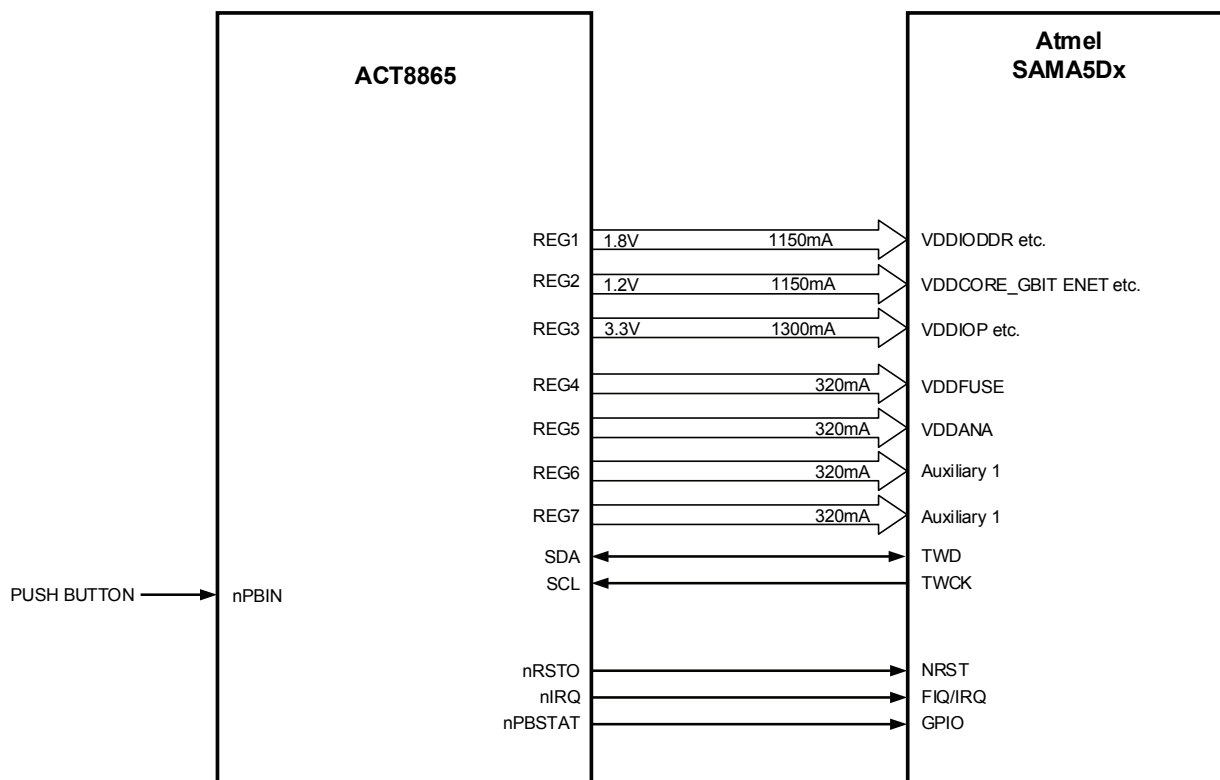 ACT8865
Atmel
SAMA5Dx
REG1 1.8V 1150mA VDDIODDR etc.
REG2 1.2V 1150mA VDDCORE_GBIT ENET etc.
REG3 3.3V 1300mA VDDIOP etc.
REG4 320mA VDDFUSE
REG5 320mA VDDANA
REG6 320mA Auxiliary 1
REG7 320mA Auxiliary 1
SDA TWD
SCL TWCK
PUSH BUTTON nPBIN
nRSTO NRST
nIRQ FIQ/IRQ
nPBSTAT GPIO